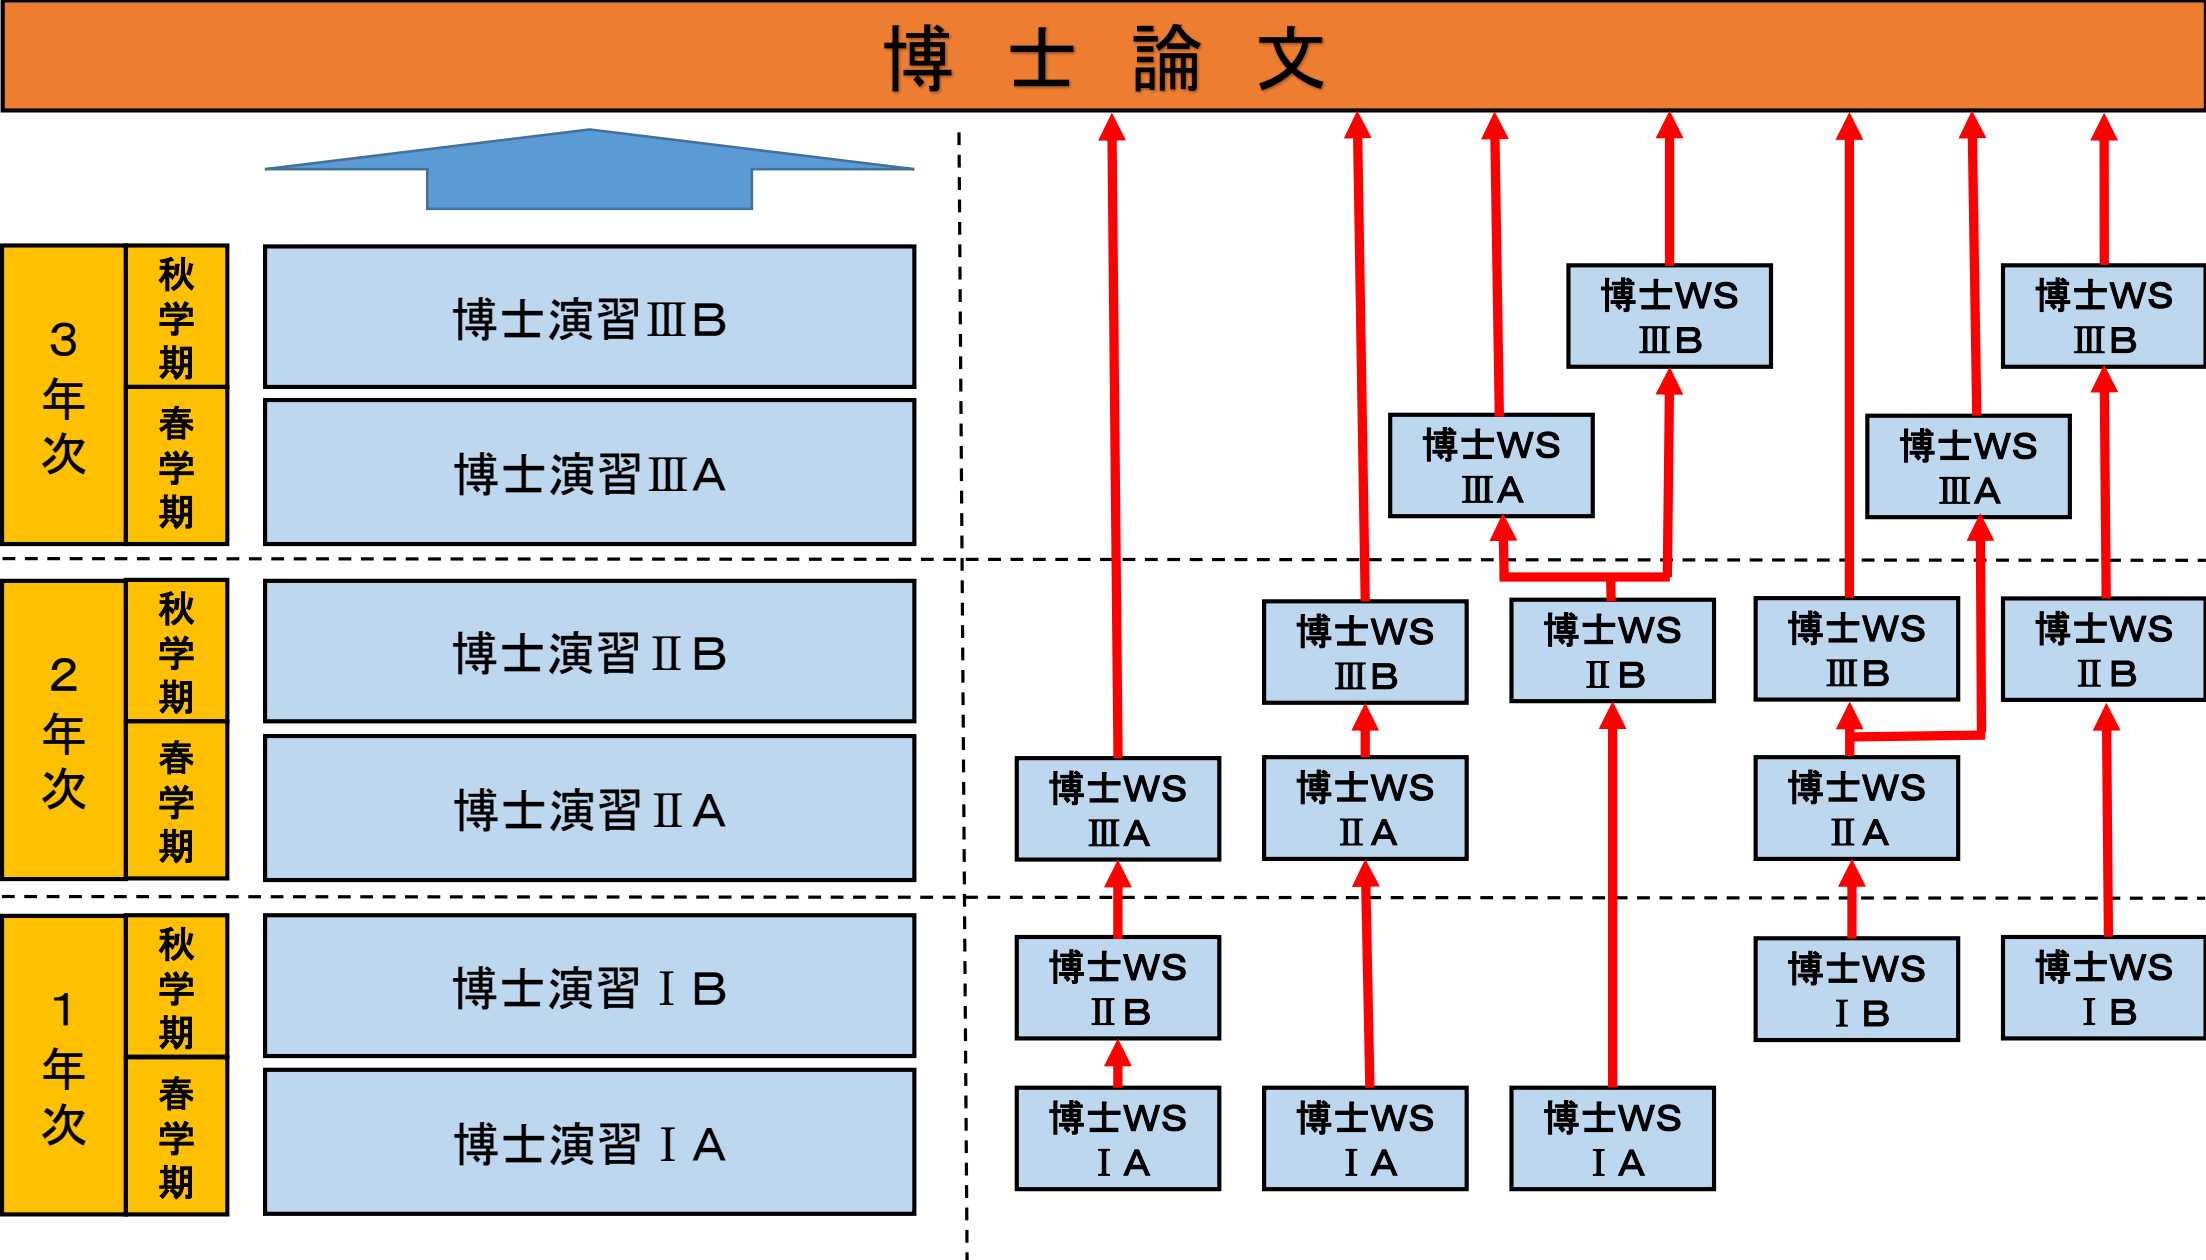 博 士 論 文
3年次
秋学期
春学期
博士演習ⅢB
博士演習ⅢA
博士WS
ⅢB
博士WS
ⅢB
博士WS
ⅢA
博士WS
ⅢA
2年次
秋学期
春学期
博士演習ⅡB
博士演習ⅡA
博士WS
ⅢB
博士WS
ⅡB
博士WS
ⅢB
博士WS
ⅡB
博士WS
ⅢA
博士WS
ⅡA
博士WS
ⅡA
1年次
秋学期
春学期
博士演習ⅠB
博士演習ⅠA
博士WS
ⅡB
博士WS
ⅠB
博士WS
ⅠB
博士WS
ⅠA
博士WS
ⅠA
博士WS
ⅠA